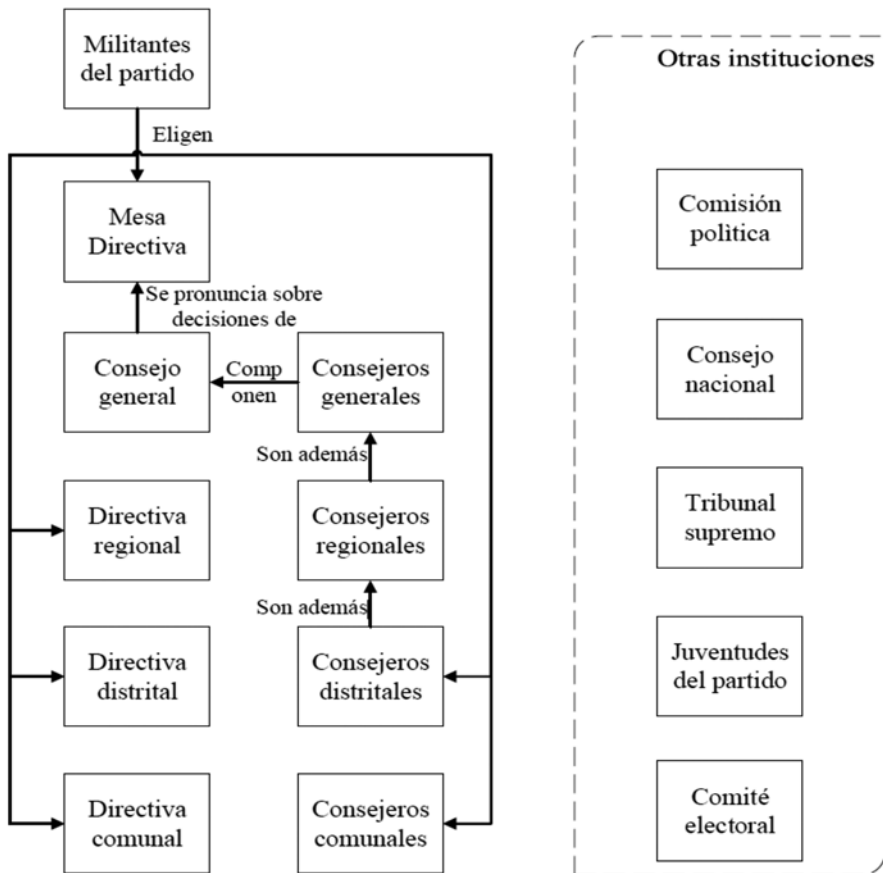 Militantes
del partido
Eligen
Mesa
Directiva
Se pronuncia sobre
decisiones de
Consejo
general
Comp
onen
Consejeros
generales
Son además
Directiva
regional
Consejeros
regionales
Son además
Directiva
distrital
Consejeros
distritales
Directiva
comunal
Consejeros
comunales
Otras instituciones
Comisión
polìtica
Consejo
nacional
Tribunal
supremo
Juventudes
del partido
Comité
electoral